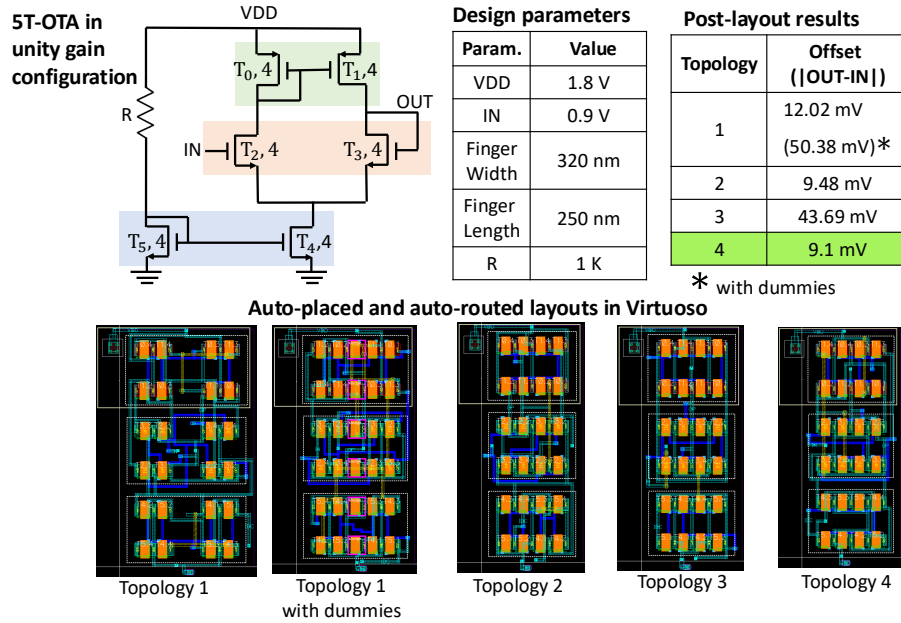 5T-OTA in
unity gain
configuration
VDD
T0, 4
T1,4
R
OUT
IN
T2, 4
T3, 4
T5, 4
T4,4
Design parameters
Param. Value
VDD 1.8 V
IN 0.9 V
Finger
Width 320 nm
Finger
Length 250 nm
R 1 K
Post-layout results
Topology Offset
(|OUT-IN|)
1 12.02 mV
(50.38 mV)*
2 9.48 mV
3 43.69 mV
4 9.1 mV
* with dummies
Auto-placed and auto-routed layouts in Virtuoso
Topology 1
Topology 1
with dummies
Topology 2
Topology 3
Topology 4